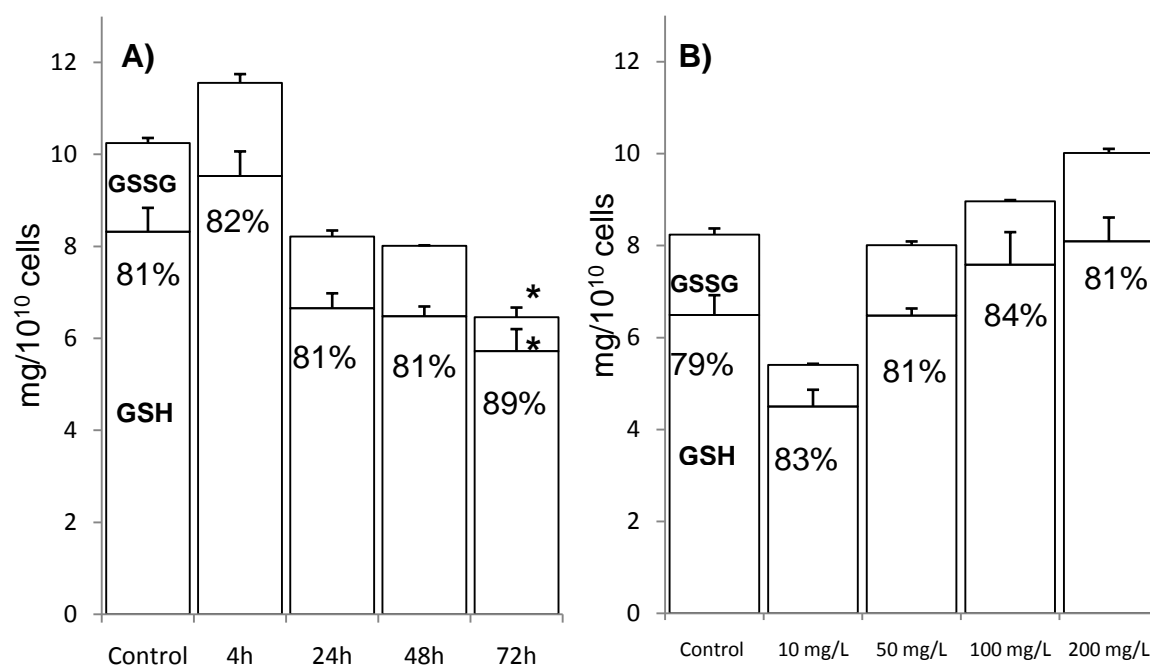 A)
mg/10¹⁰ cells
12
10
8
6
4
2
0
GSSG
GSH
81%
82%
81%
81%
89%
*
*
Control 4h 24h 48h 72h
B)
mg/10¹⁰ cells
12
10
8
6
4
2
0
GSSG
GSH
79%
83%
81%
84%
81%
Control 10 mg/L 50 mg/L 100 mg/L 200 mg/L